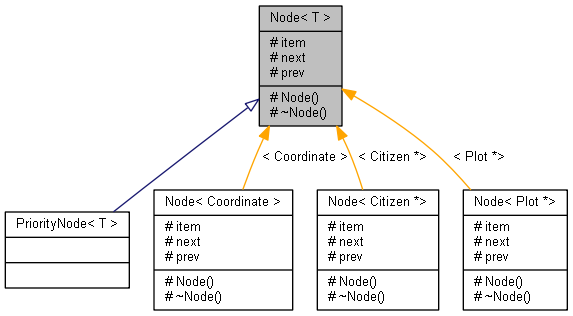 Node< T >
# item
# next
# prev
# Node()
# ~Node()
< Coordinate >
< Citizen *>
< Plot *>
PriorityNode< T >
Node< Coordinate >
# item
# next
# prev
# Node()
# ~Node()
Node< Citizen *>
# item
# next
# prev
# Node()
# ~Node()
Node< Plot *>
# item
# next
# prev
# Node()
# ~Node()